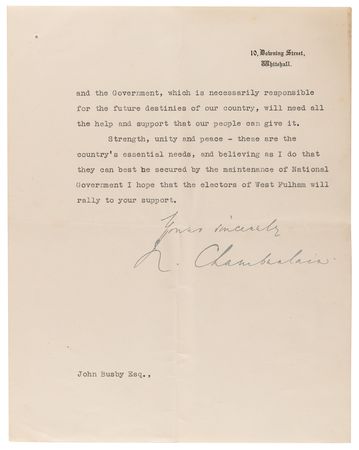 10, Downing Street,
Whitehall.
and the Government, which is necessarily responsible
for the future destinies of our country, will need all
the help and support that our people can give it.
Strength, unity and peace - these are the
country's essential needs, and believing as I do that
they can best be secured by the maintenance of National
Government I hope that the electors of West Fulham will
rally to your support.
Yours sincerely
N. Chamberlain.
John Busby Esq.,